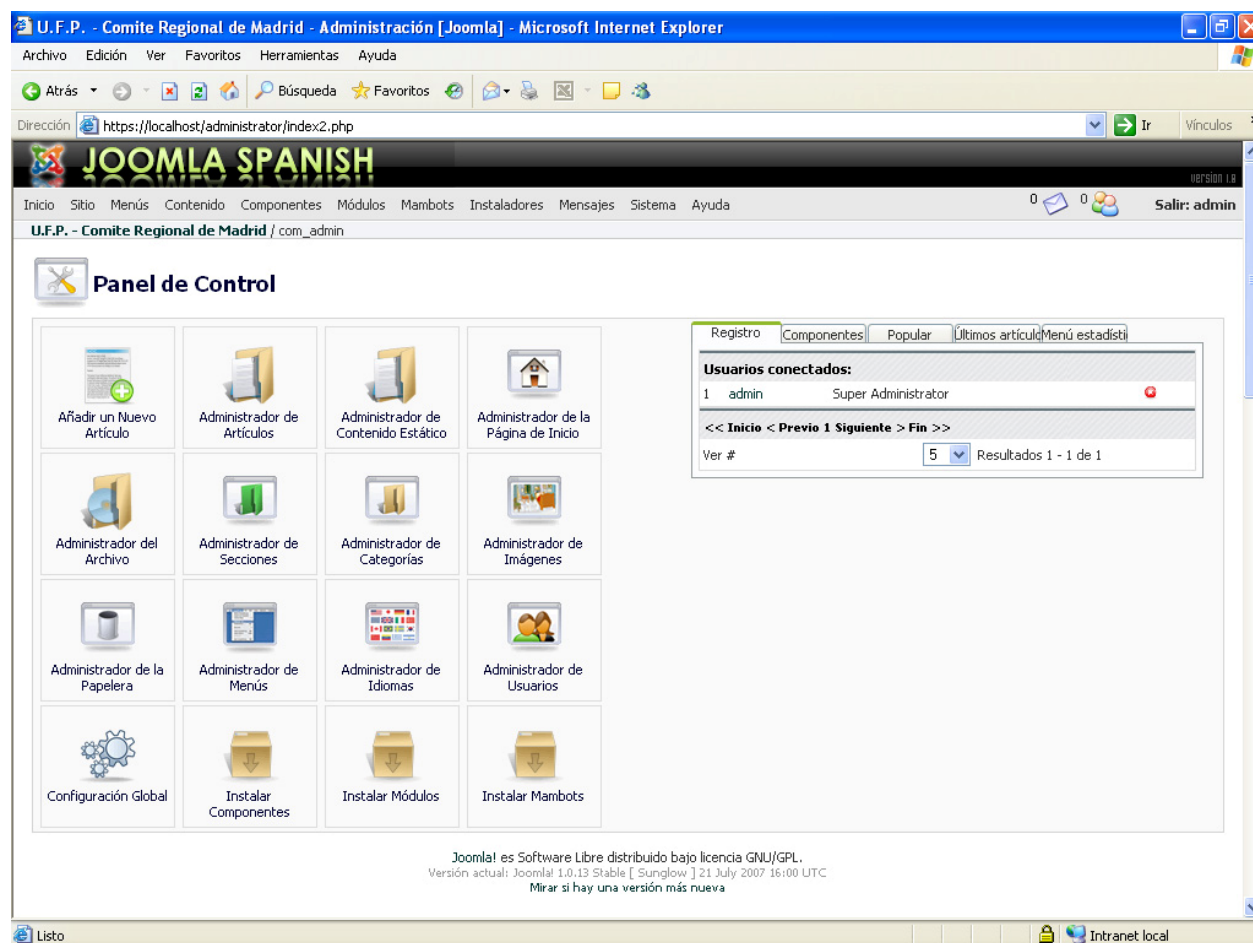 U.F.P. - Comite Regional de Madrid - Administración [Joomla] - Microsoft Internet Explorer
Archivo Edición Ver Favoritos Herramientas Ayuda
Atrás Búsqueda Favoritos
Dirección https://localhost/administrator/index2.php Ir Vínculos
JOOMLA SPANISH
version 1.0
Inicio Sitio Menús Contenido Componentes Módulos Mambots Instaladores Mensajes Sistema Ayuda 0 0 Salir: admin
U.F.P. - Comite Regional de Madrid / com_admin
Panel de Control
Añadir un Nuevo
Artículo
Administrador de
Artículos
Administrador de
Contenido Estático
Administrador de la
Página de Inicio
Administrador del
Archivo
Administrador de
Secciones
Administrador de
Categorías
Administrador de
Imágenes
Administrador de la
Papelera
Administrador de
Menús
Administrador de
Idiomas
Administrador de
Usuarios
Configuración Global
Instalar
Componentes
Instalar Módulos
Instalar Mambots
Registro Componentes Popular Últimos artícul Menú estadísti
Usuarios conectados:
1 admin Super Administrator
<< Inicio < Previo 1 Siguiente > Fin >>
Ver # 5 Resultados 1 - 1 de 1
Joomla! es Software Libre distribuido bajo licencia GNU/GPL.
Versión actual: Joomla! 1.0.13 Stable [ Sunglow ] 21 July 2007 16:00 UTC
Mirar si hay una versión más nueva
Listo Intranet local